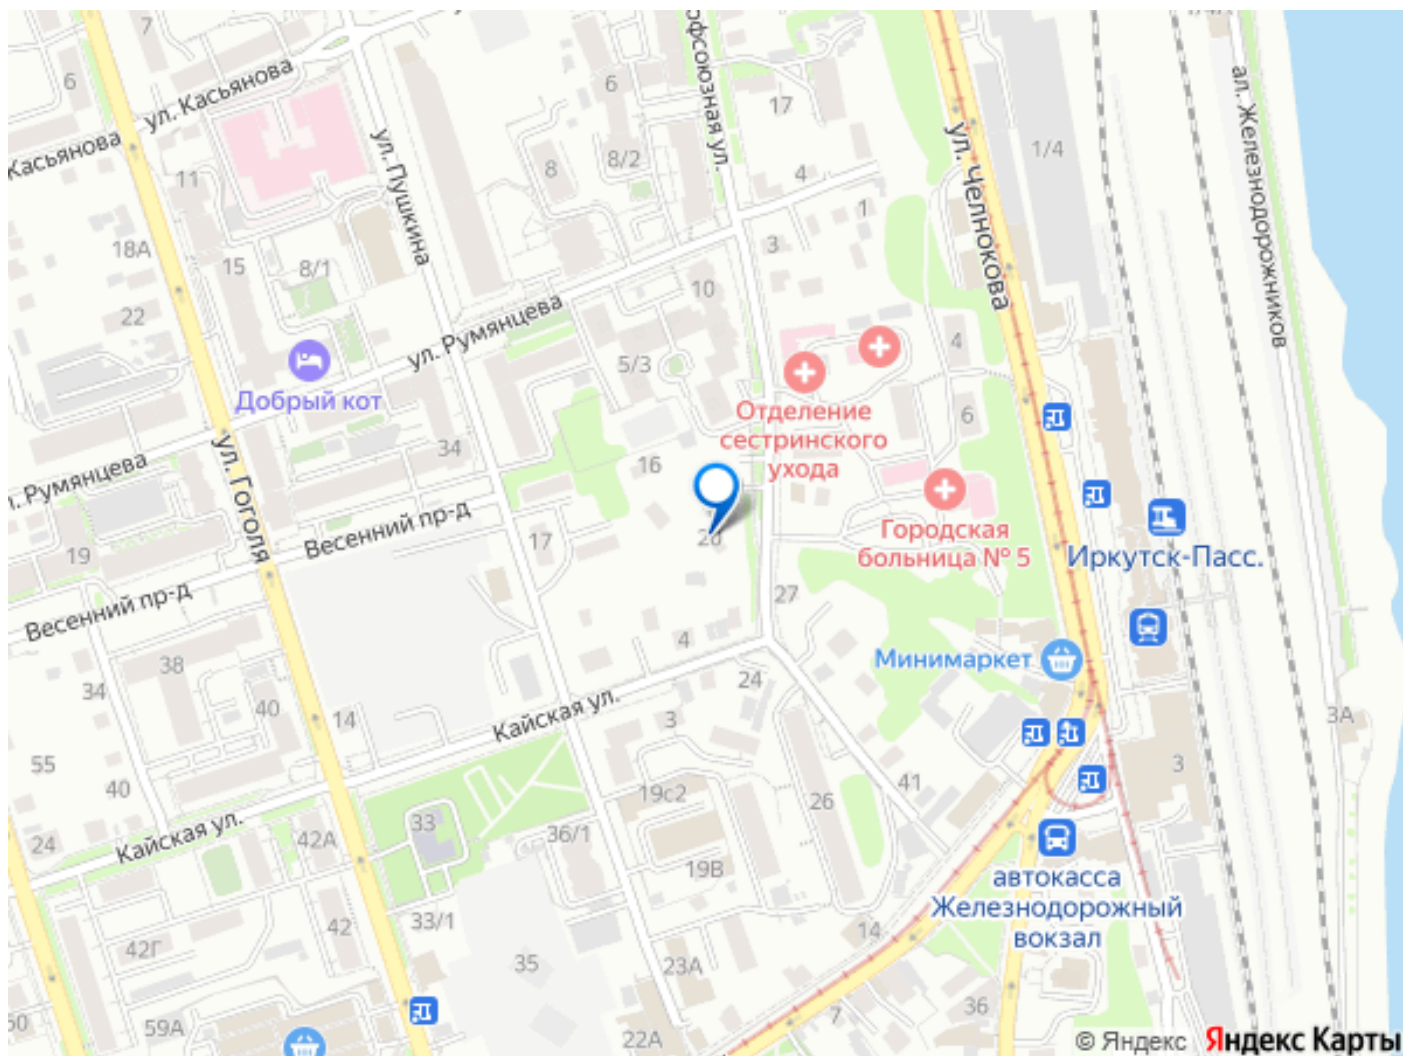 7
1/4
6
ул. Касьянова
Касьянова
ул. Пушкина
6
8/2
8
17
4
1
3
ул. Челнокова
1/4
ал. Железнодорожников
11
18А
15
8/1
22
10
ул. Румянцева
5/3
4
6
Добрый кот
Отделение
сестринского
ухода
34
16
ул. Гоголя
Весенний пр-д
19
17
Городская
больница № 5
Иркутск-Пасс.
27
Весенний пр-д
38
34
40
14
4
Минимаркет
24
Кайская ул.
3
3А
55
40
41
3
19с2
26
24
Кайская ул.
42А
33
36/1
19В
автокасса
Железнодорожный
вокзал
42Г
42
33/1
14
35
23А
36
59А
22А
7
© Яндекс Яндекс Карты